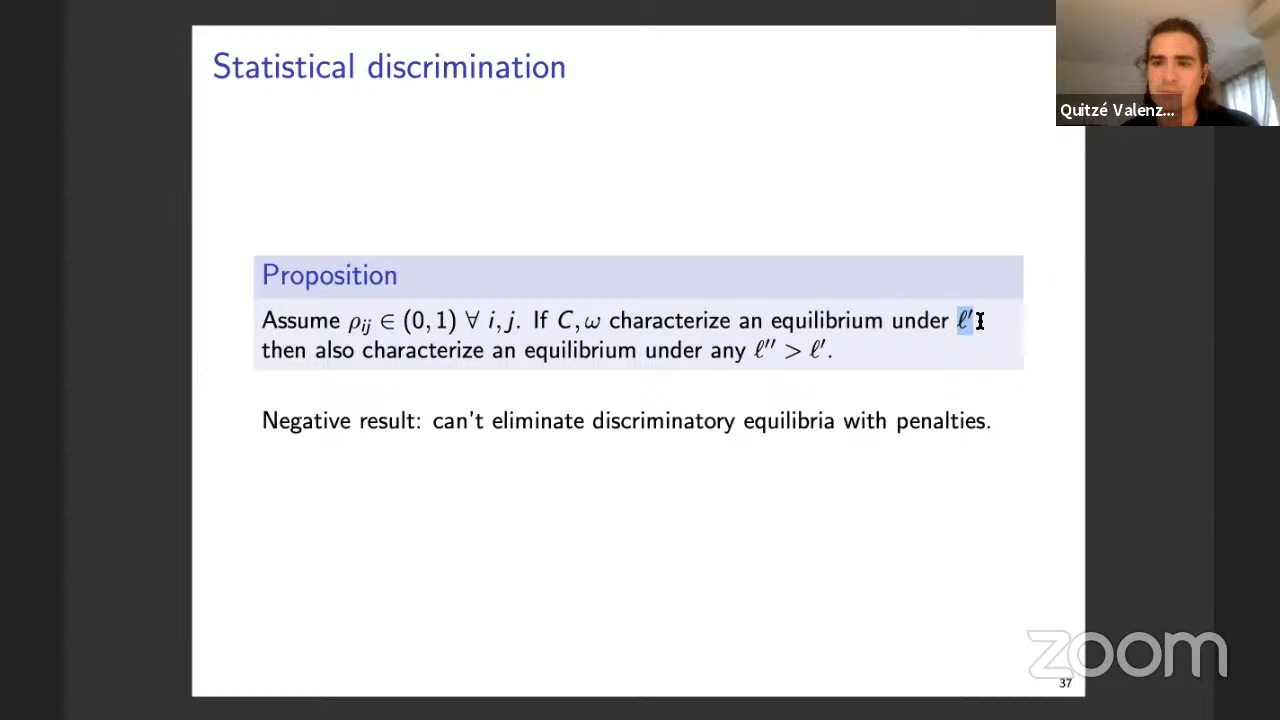 Statistical discrimination
Quitzé Valenz...
Proposition
Assume ρij ∈ (0, 1) ∀ i, j. If C, ω characterize an equilibrium under ℓ′
then also characterize an equilibrium under any ℓ′′ > ℓ′.
Negative result: can't eliminate discriminatory equilibria with penalties.
zoom
37